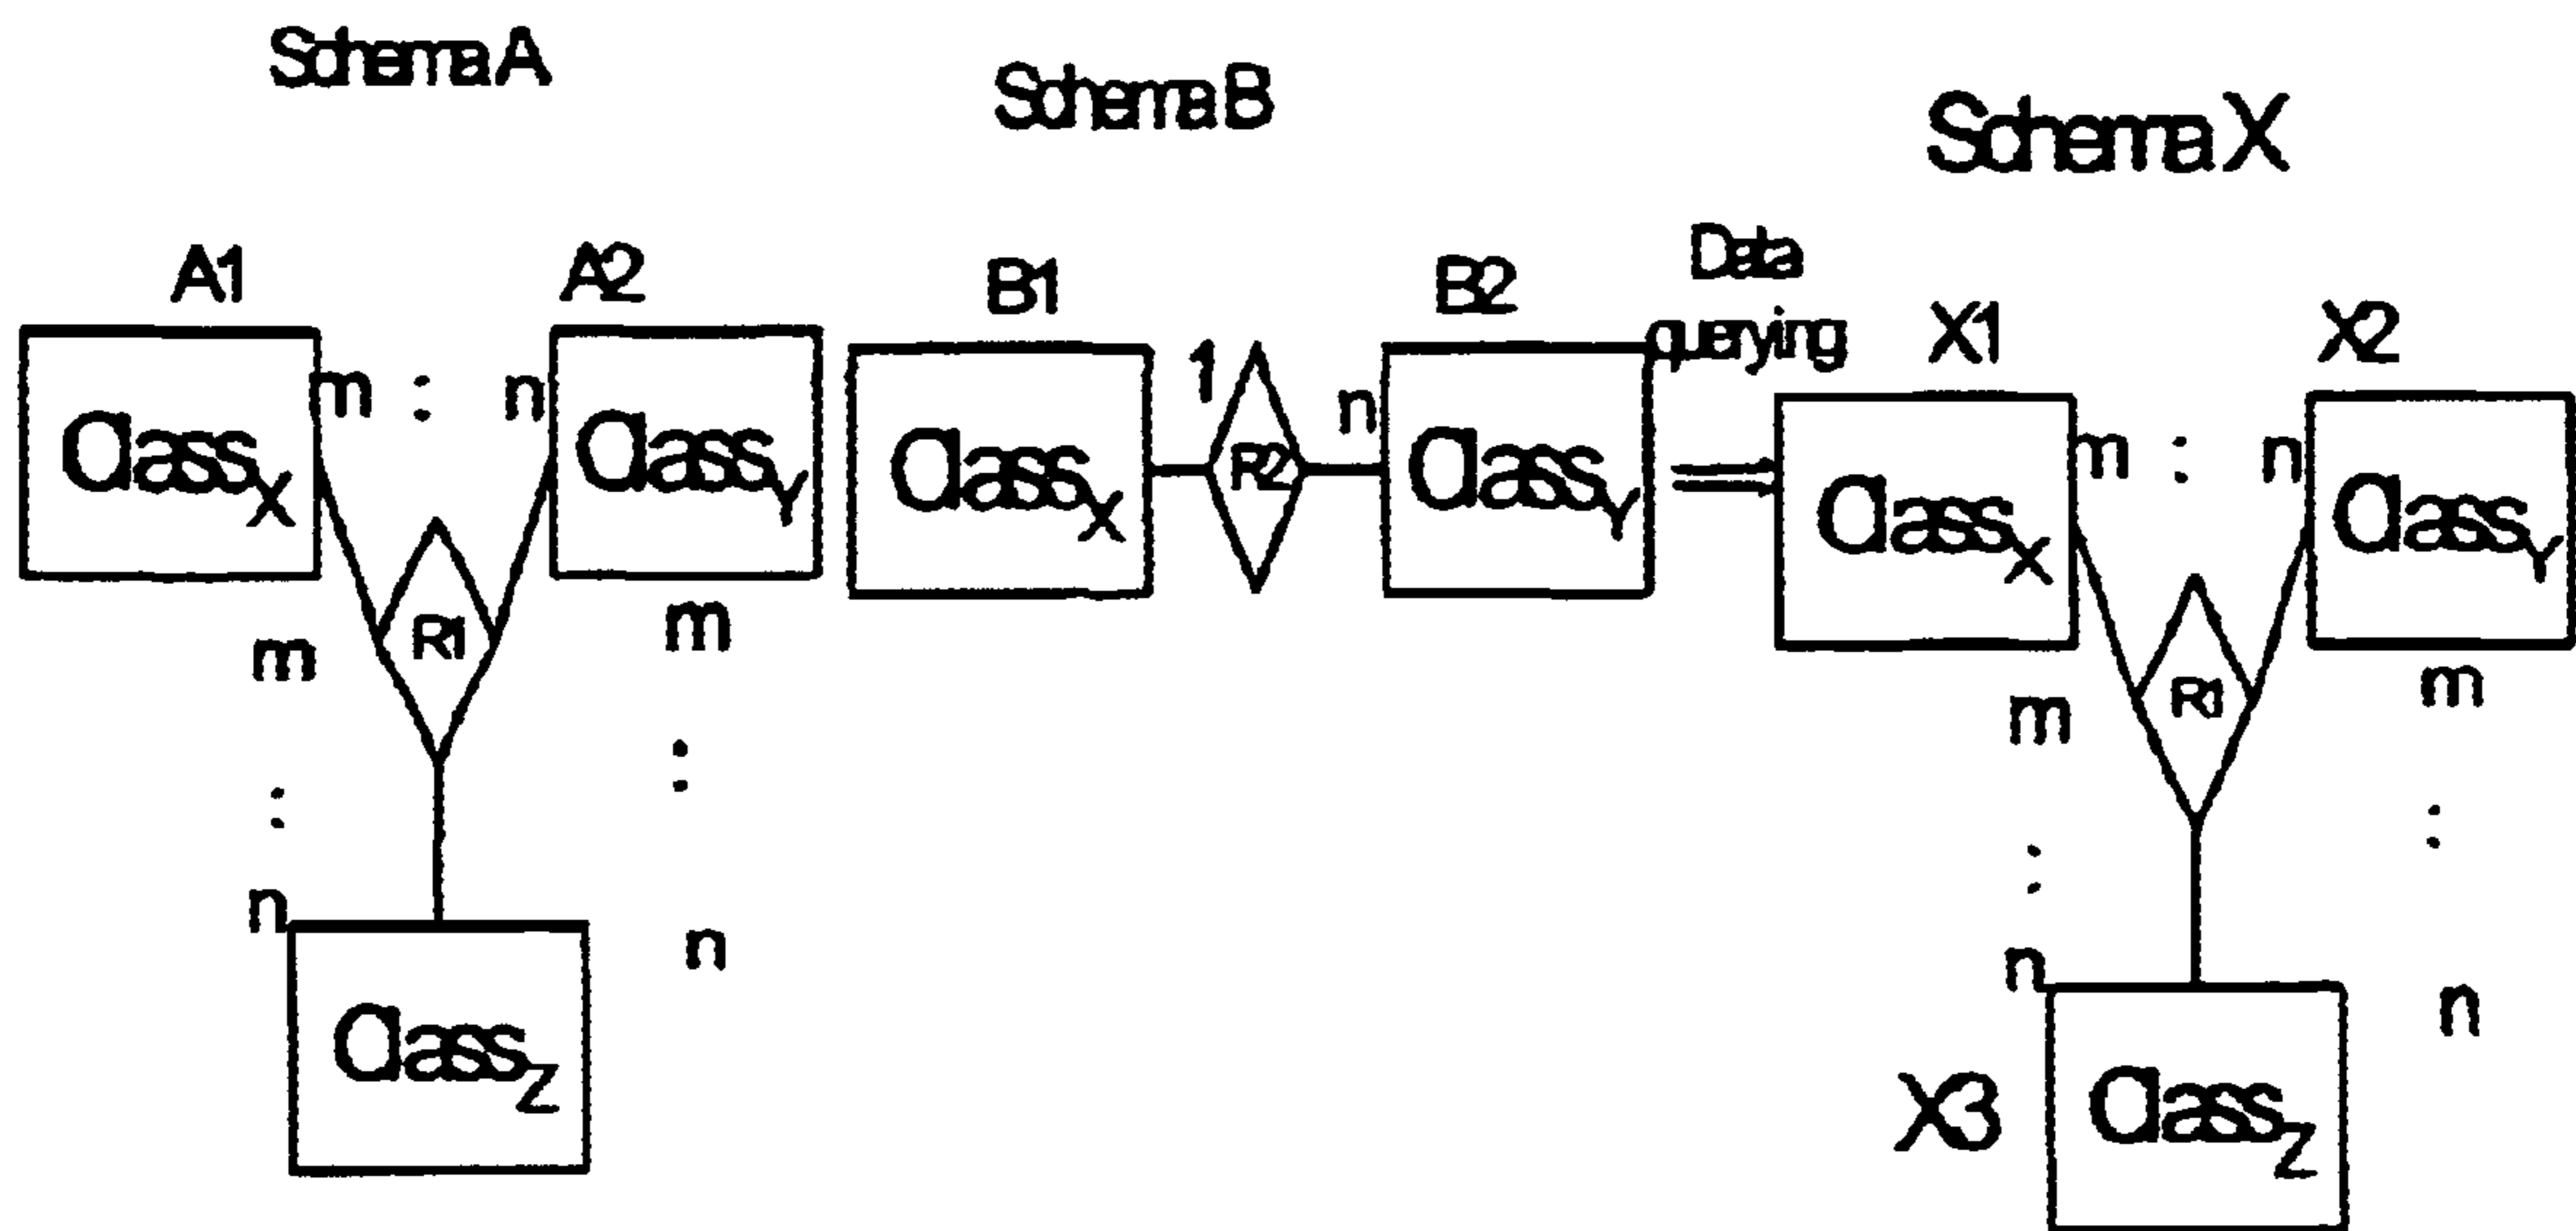 Schema A
Schema B
Schema X
A1
A2
B1
B2
Data
querying
X1
X2
Class X
m : n
Class Y
R1
m
:
n
m
:
n
Class Z
Class X
1
R2
n
Class Y
Class X
m : n
Class Y
R1
m
:
n
m
:
n
X3
Class Z